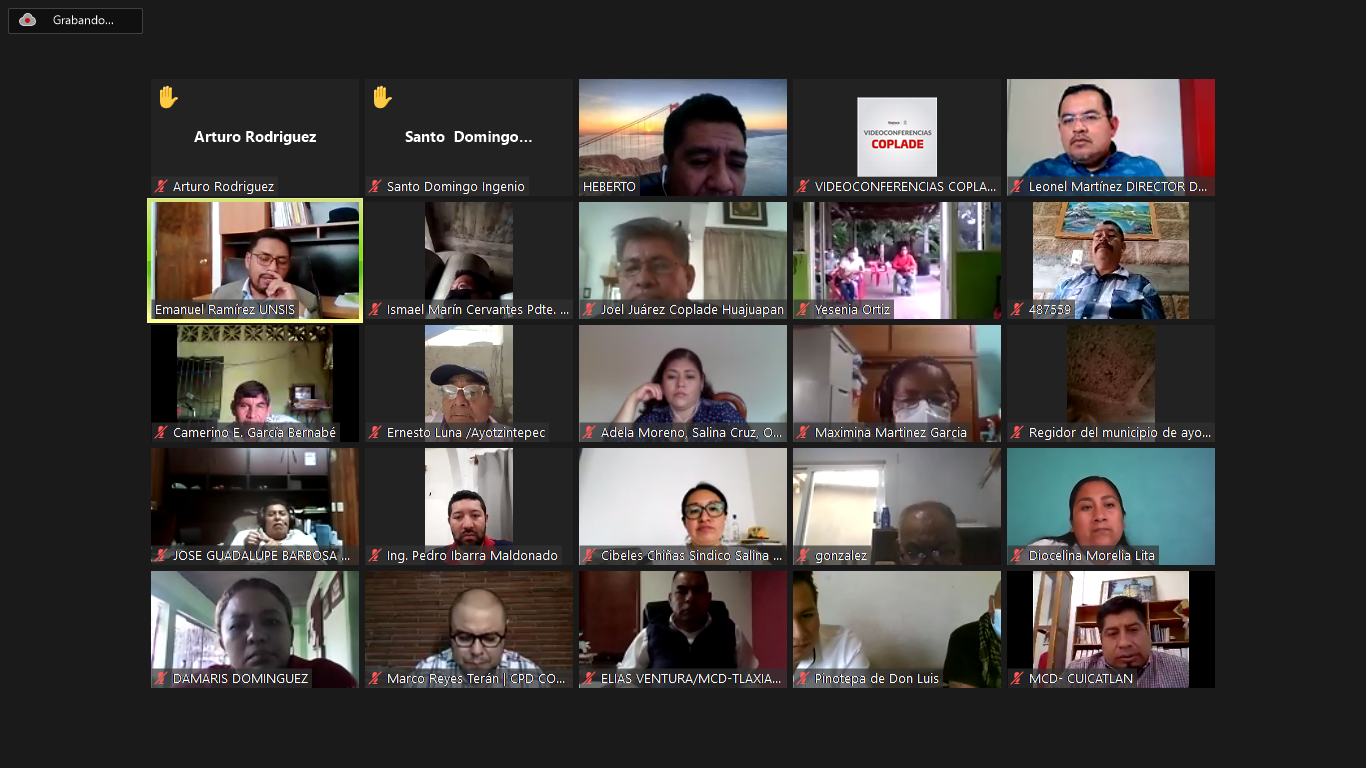 Grabando...
Arturo Rodriguez
Santo Domingo...
VIDEOCONFERENCIAS
COPLADE
Arturo Rodriguez
Santo Domingo Ingenio
HEBERTO
VIDEOCONFERENCIAS COPLA...
Leonel Martínez DIRECTOR D...
Emanuel Ramírez UNSIS
Ismael Marín Cervantes Pdte. ...
Joel Juárez Coplade Huajuapan
Yesenia Ortiz
487559
Camerino E. García Bernabé
Ernesto Luna /Ayotzintepec
Adela Moreno, Salina Cruz, O...
Maximina Martinez Garcia
Regidor del municipio de ayo...
JOSE GUADALUPE BARBOSA ...
Ing. Pedro Ibarra Maldonado
Cibeles Chiñas Sindico Salina ...
gonzalez
Diocelina Morelia Lita
DAMARIS DOMINGUEZ
Marco Reyes Terán | CPD CO...
ELIAS VENTURA/MCD-TLAXIA...
Pinotepa de Don Luis
MCD- CUICATLAN